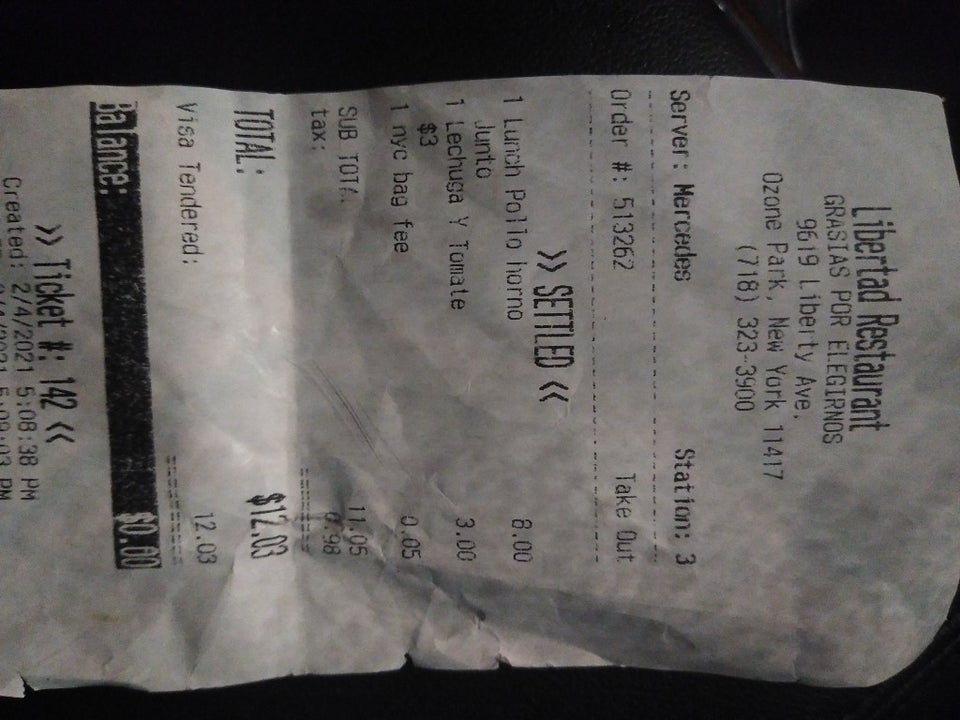 Libertad Restaurant
GRASIAS POR ELEGIRNOS
9619 Liberty Ave.
Ozone Park, New York 11417
(718) 323-3900
Server: Mercedes Station: 3
Order #: 513262 Take Out
>> SETTLED <<
1 Lunch Pollo horno 8.00
Junto
1 Lechuga Y Tomate 3.00
$3
1 nyc bag fee 0.05
SUB TOTA 11.05
tax: 0.98
TOTAL: $12.03
Visa Tendered: 12.03
Balance: $0.00
>> Ticket #: 142 <<
Created: 2/4/2021 5:08:38 PM